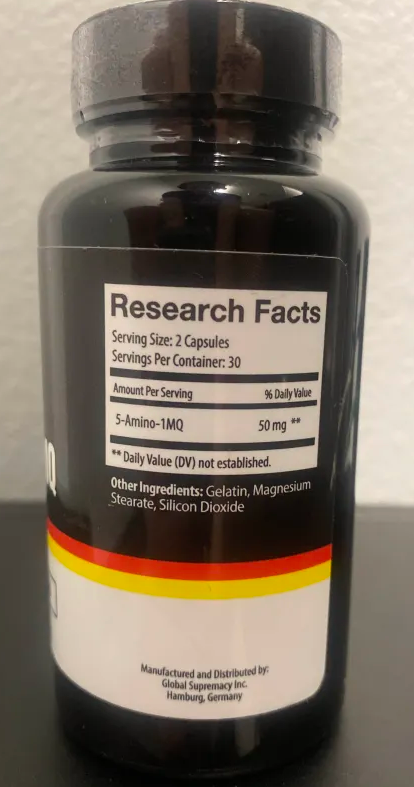 Research Facts
Serving Size: 2 Capsules
Servings Per Container: 30
Amount Per Serving % Daily Value
5-Amino-1MQ 50 mg **
** Daily Value (DV) not established.
Other Ingredients: Gelatin, Magnesium
Stearate, Silicon Dioxide
Q
Manufactured and Distributed by:
Global Supremacy Inc.
Hamburg, Germany